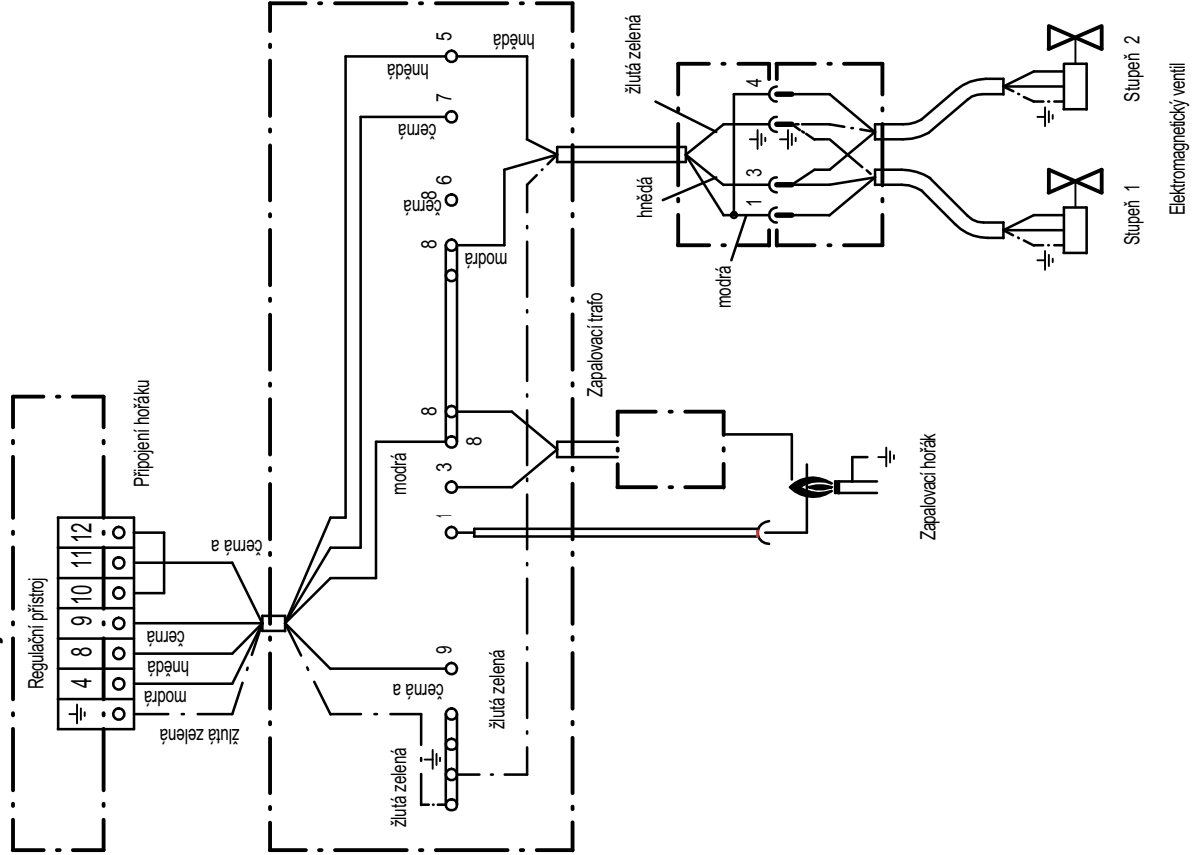 Regulační přístroj
4 8 9 10 11 12
Připojení hořáku
žlutá zelená
modrá
hnědá
černá
černá a
žlutá zelená
žlutá zelená
černá a
9
1
3
modrá
8
8
8
modrá
6
8
černá
7
černá
5
hnědá
hnědá
Zapalovací trafo
Zapalovací hořák
modrá
hnědá
žlutá zelená
1
3
4
Stupeň 1
Stupeň 2
Elektromagnetický ventil